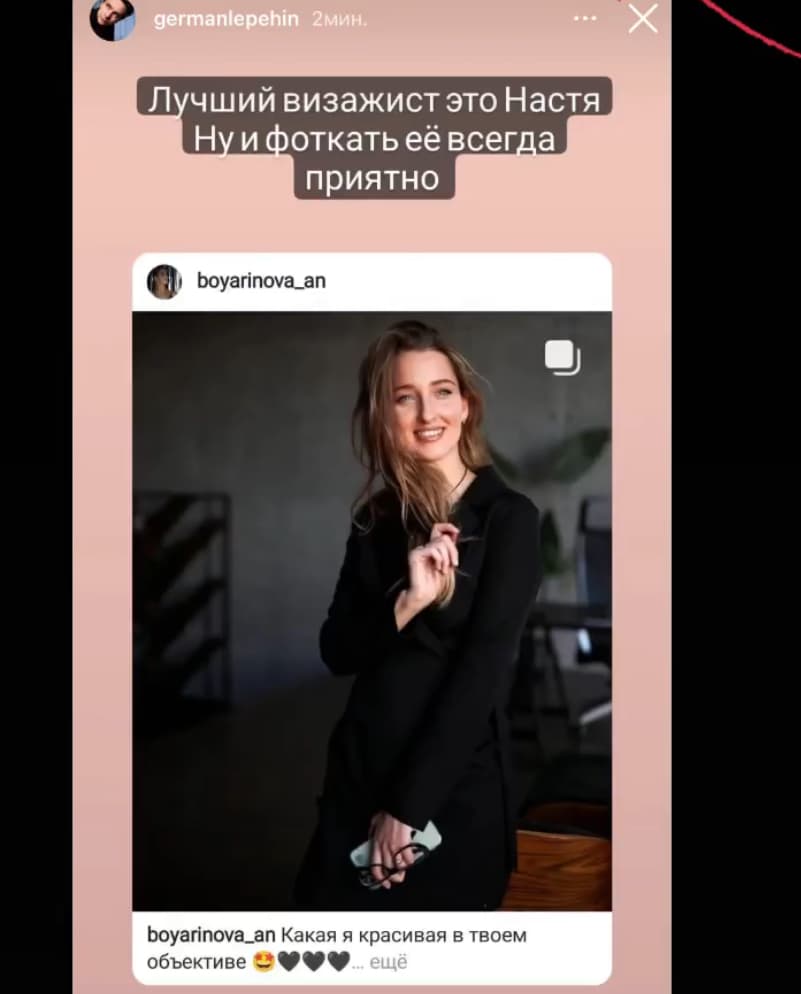 germanlepehin 2мин.
Лучший визажист это Настя
Ну и фоткать её всегда
приятно
boyarinova_an
boyarinova_an Какая я красивая в твоем
объективе 🤩🖤🖤🖤... ещё